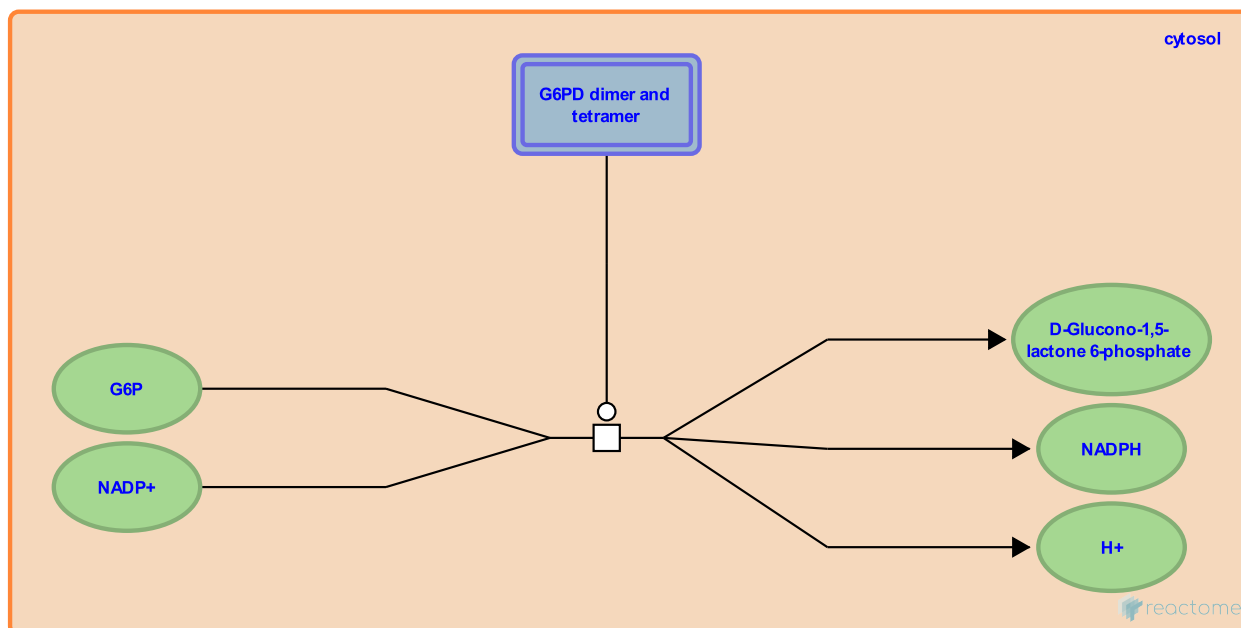 cytosol
G6PD dimer and
tetramer
D-Glucono-1,5-
lactone 6-phosphate
G6P
NADPH
NADP+
H+
reactome